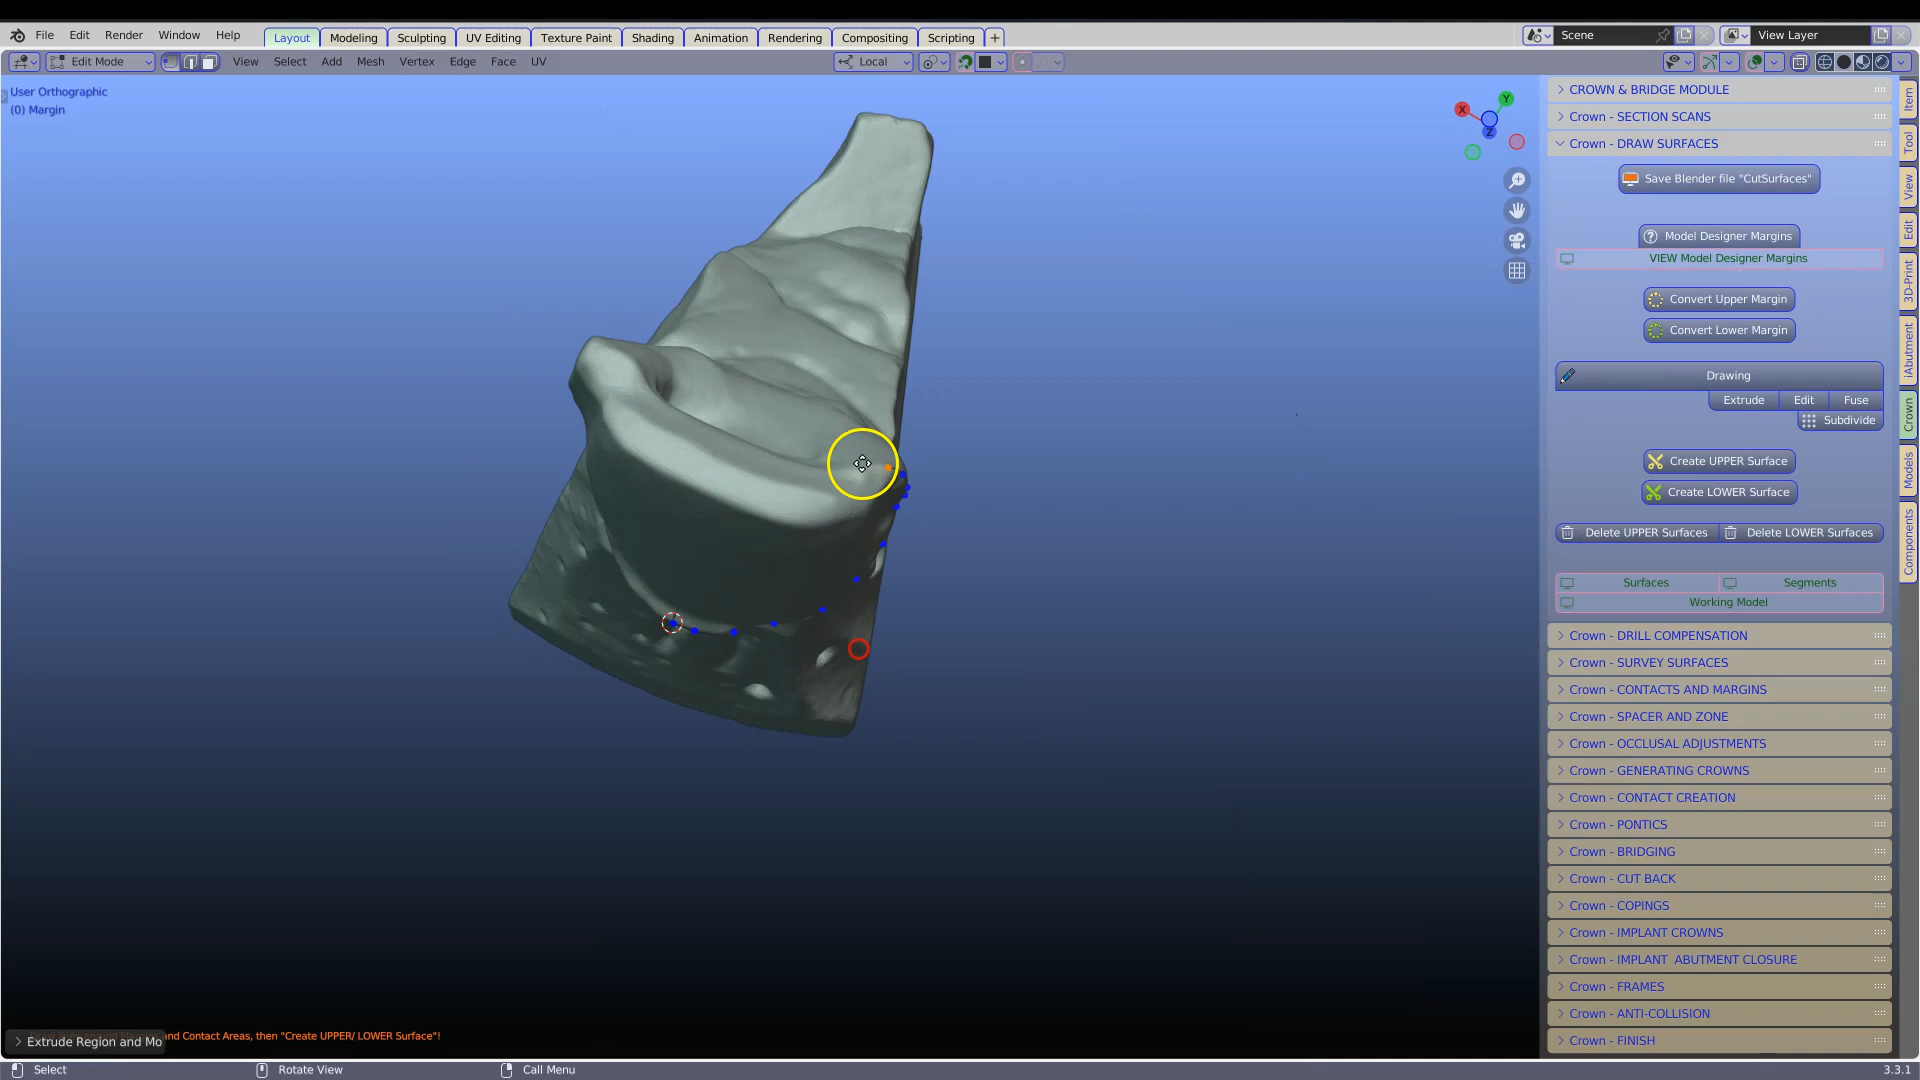 File Edit Render Window Help Layout Modeling Sculpting UV Editing Texture Paint Shading Animation Rendering Compositing Scripting + Scene View Layer
Edit Mode View Select Add Mesh Vertex Edge Face UV Local
User Orthographic
(0) Margin
X Y Z
CROWN & BRIDGE MODULE
Crown - SECTION SCANS
Crown - DRAW SURFACES
Save Blender file "CutSurfaces"
Model Designer Margins
VIEW Model Designer Margins
Convert Upper Margin
Convert Lower Margin
Drawing
Extrude Edit Fuse
Subdivide
Create UPPER Surface
Create LOWER Surface
Delete UPPER Surfaces Delete LOWER Surfaces
Surfaces Segments
Working Model
Crown - DRILL COMPENSATION
Crown - SURVEY SURFACES
Crown - CONTACTS AND MARGINS
Crown - SPACER AND ZONE
Crown - OCCLUSAL ADJUSTMENTS
Crown - GENERATING CROWNS
Crown - CONTACT CREATION
Crown - PONTICS
Crown - BRIDGING
Crown - CUT BACK
Crown - COPINGS
Crown - IMPLANT CROWNS
Crown - IMPLANT ABUTMENT CLOSURE
Crown - FRAMES
Crown - ANTI-COLLISION
Crown - FINISH
Item
Tool
View
Edit
3D-Print
iAbutment
Crown
Models
Components
and Contact Areas, then "Create UPPER/ LOWER Surface"!
Extrude Region and Mo
Select Rotate View Call Menu 3.3.1